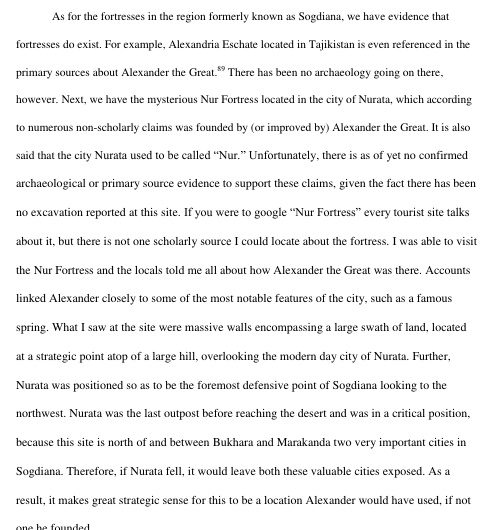 As for the fortresses in the region formerly known as Sogdiana, we have evidence that
fortresses do exist. For example, Alexandria Eschate located in Tajikistan is even referenced in the
primary sources about Alexander the Great.⁸⁹ There has been no archaeology going on there,
however. Next, we have the mysterious Nur Fortress located in the city of Nurata, which according
to numerous non-scholarly claims was founded by (or improved by) Alexander the Great. It is also
said that the city Nurata used to be called “Nur.” Unfortunately, there is as of yet no confirmed
archaeological or primary source evidence to support these claims, given the fact there has been
no excavation reported at this site. If you were to google “Nur Fortress” every tourist site talks
about it, but there is not one scholarly source I could locate about the fortress. I was able to visit
the Nur Fortress and the locals told me all about how Alexander the Great was there. Accounts
linked Alexander closely to some of the most notable features of the city, such as a famous
spring. What I saw at the site were massive walls encompassing a large swath of land, located
at a strategic point atop of a large hill, overlooking the modern day city of Nurata. Further,
Nurata was positioned so as to be the foremost defensive point of Sogdiana looking to the
northwest. Nurata was the last outpost before reaching the desert and was in a critical position,
because this site is north of and between Bukhara and Marakanda two very important cities in
Sogdiana. Therefore, if Nurata fell, it would leave both these valuable cities exposed. As a
result, it makes great strategic sense for this to be a location Alexander would have used, if not
one he founded.